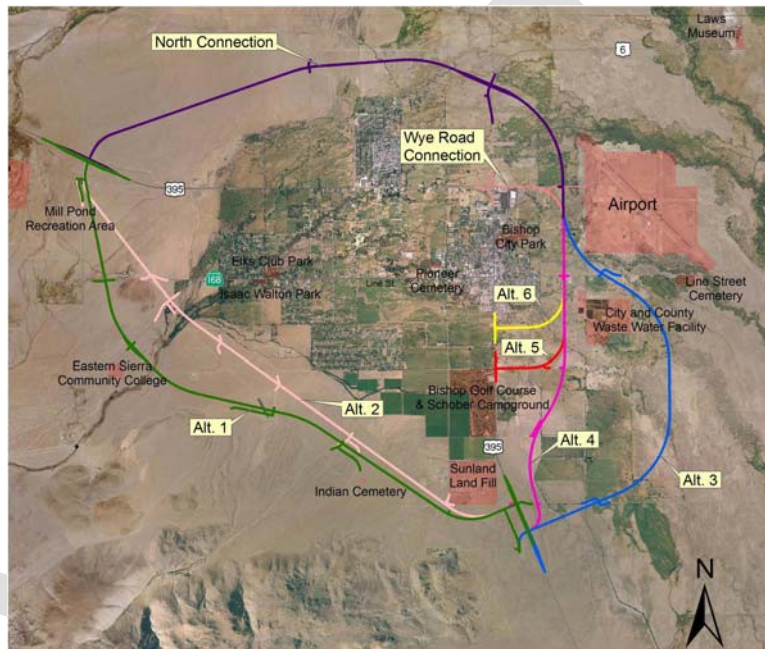 Laws
Museum
North Connection
6
Wye Road
Connection
395
Mill Pond
Recreation Area
Airport
Bishop
City Park
Elks Club Park
168
Isaac Walton Park
Line St.
Pioneer
Cemetery
Line Street
Cemetery
Alt. 6
City and County
Waste Water Facility
Alt. 5
Eastern Sierra
Community College
Bishop Golf Course
& Schober Campground
Alt. 2
Alt. 1
395
Alt. 4
Sunland
Land Fill
Alt. 3
Indian Cemetery
N